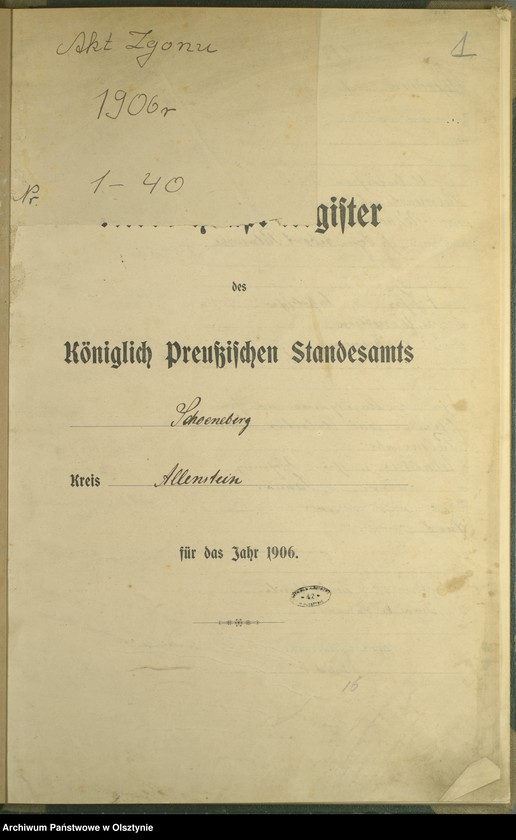 Akt Zgonu
1
1906r
Nr. 1-40
gister
des
Königlich Preußischen Standesamts
Schoeneberg
Kreis Allenstein
für das Jahr 1906.
- 42 -
16
Archiwum Państwowe w Olsztynie